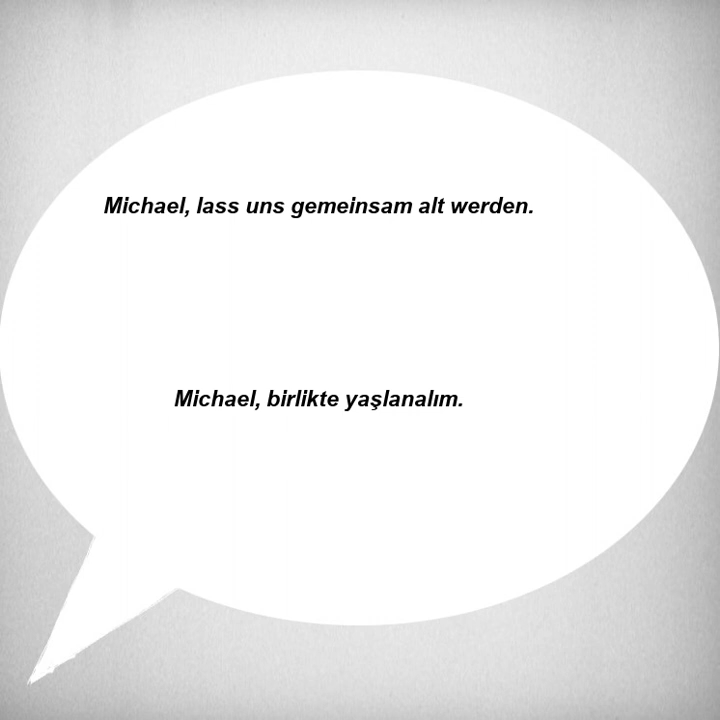 Michael, lass uns gemeinsam alt werden.
Michael, birlikte yaşlanalım.